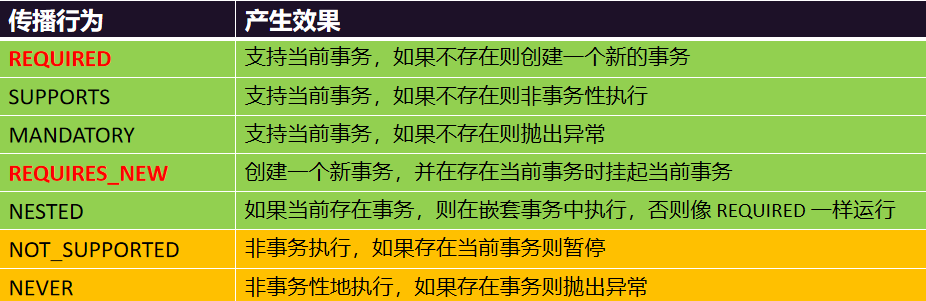 传播行为 产生效果
REQUIRED 支持当前事务，如果不存在则创建一个新的事务
SUPPORTS 支持当前事务，如果不存在则非事务性执行
MANDATORY 支持当前事务，如果不存在则抛出异常
REQUIRES_NEW 创建一个新事务，并在存在当前事务时挂起当前事务
NESTED 如果当前存在事务，则在嵌套事务中执行，否则像 REQUIRED 一样运行
NOT_SUPPORTED 非事务执行，如果存在当前事务则暂停
NEVER 非事务性地执行，如果存在事务则抛出异常